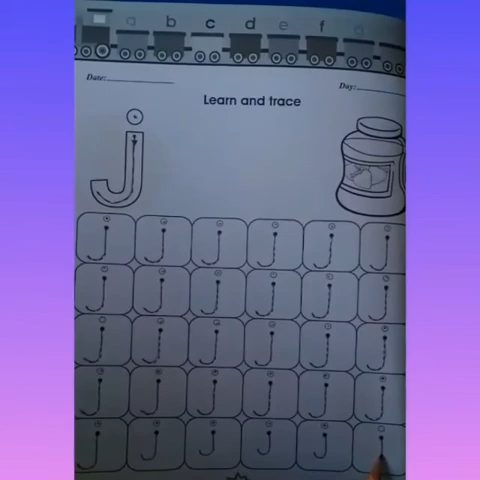 a b c d e f g
Date:
Day:
Learn and trace
j
j j j j j j
j j j j j j
j j j j j j
j j j j j j
j j j j j